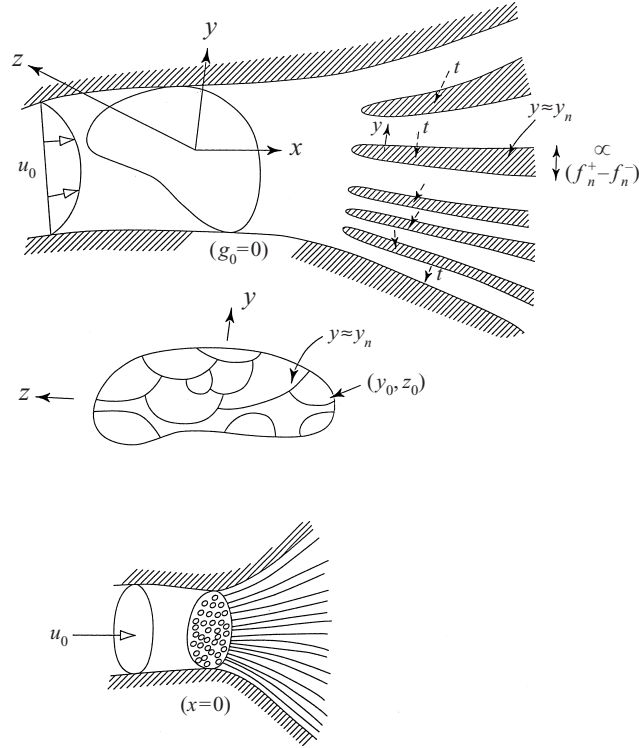 y
z
t
y
t
x
y≈yₙ
∝
(fₙ⁺−fₙ⁻)
u₀
(g₀=0)
t
y
y≈yₙ
z
(y₀, z₀)
u₀
(x=0)